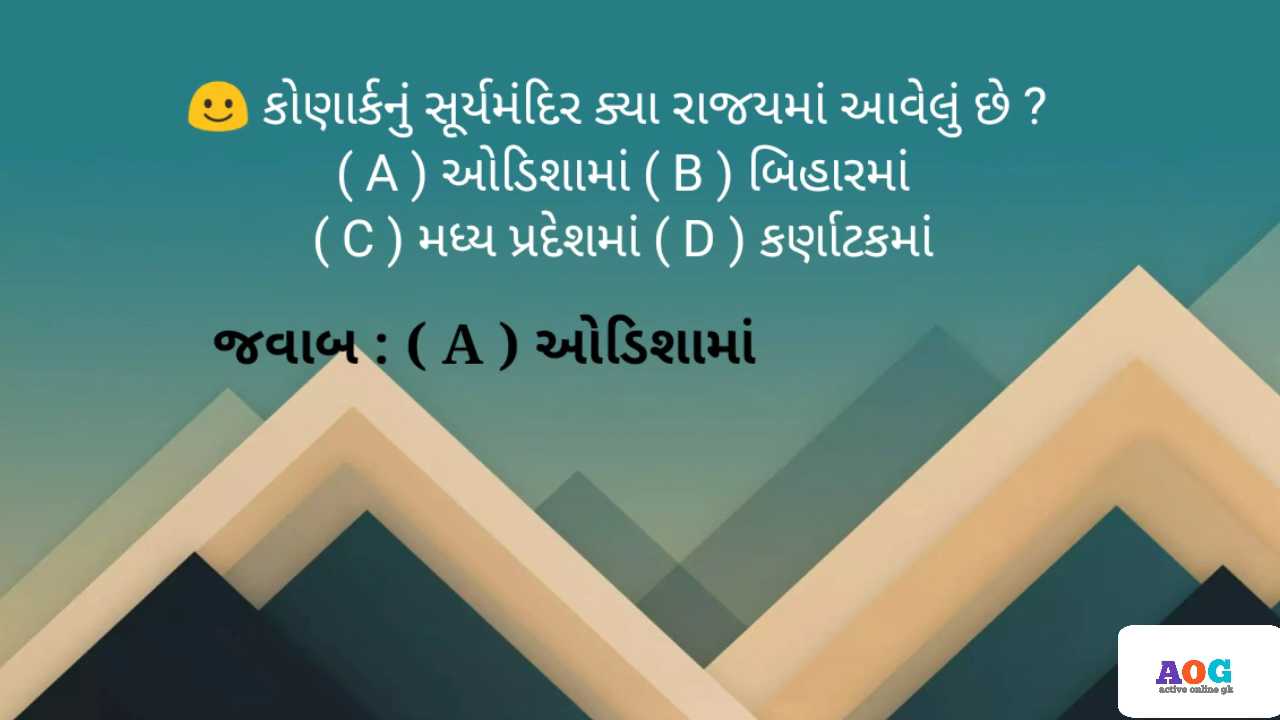 🙂 કોણાર્કનું સૂર્યમંદિર ક્યા રાજયમાં આવેલું છે ?
( A ) ઓડિશામાં ( B ) બિહારમાં
( C ) મધ્ય પ્રદેશમાં ( D ) કર્ણાટકમાં
જવાબ : ( A ) ઓડિશામાં
AOG
active online gk